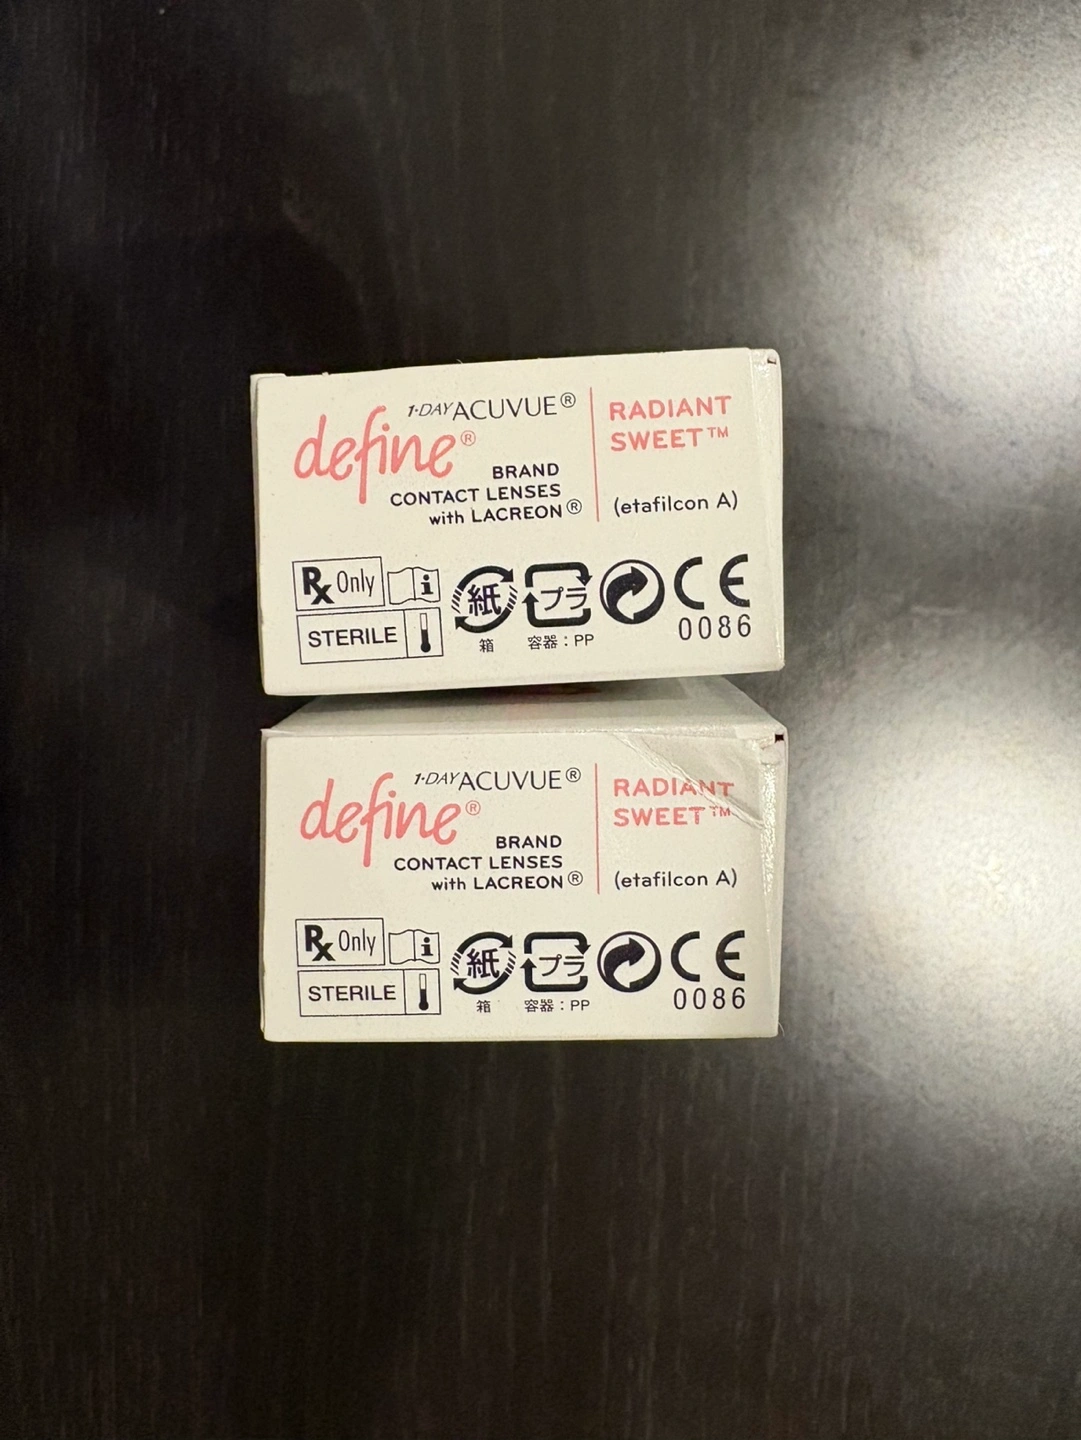 1·DAY ACUVUE®
define®
BRAND
CONTACT LENSES
with LACREON®
RADIANT
SWEET™
(etafilcon A)
Rx Only
i
STERILE
紙
箱
プラ
容器：PP
CE
0086
1·DAY ACUVUE®
define®
BRAND
CONTACT LENSES
with LACREON®
RADIANT
SWEET™
(etafilcon A)
Rx Only
i
STERILE
紙
箱
プラ
容器：PP
CE
0086